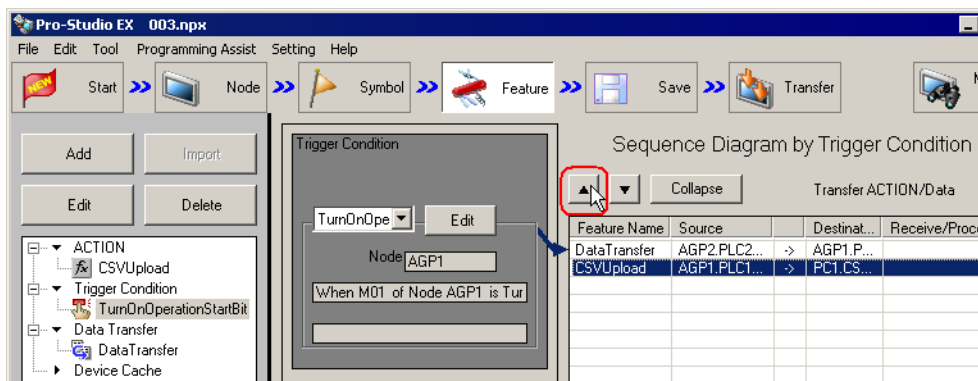 Pro-Studio EX 003.npx
File Edit Tool Programming Assist Setting Help
NEW Start Node Symbol Feature Save Transfer
Add Import
Edit Delete
ACTION
CSVUpload
Trigger Condition
TurnOnOperationStartBit
Data Transfer
DataTransfer
Device Cache
Trigger Condition
TurnOnOpe Edit
Node AGP1
When M01 of Node AGP1 is Tur
Sequence Diagram by Trigger Condition
Collapse Transfer ACTION/Data
Feature Name Source Destinat... Receive/Proc
DataTransfer AGP2.PLC2... -> AGP1.P...
CSVUpload AGP1.PLC1... -> PC1.CS...